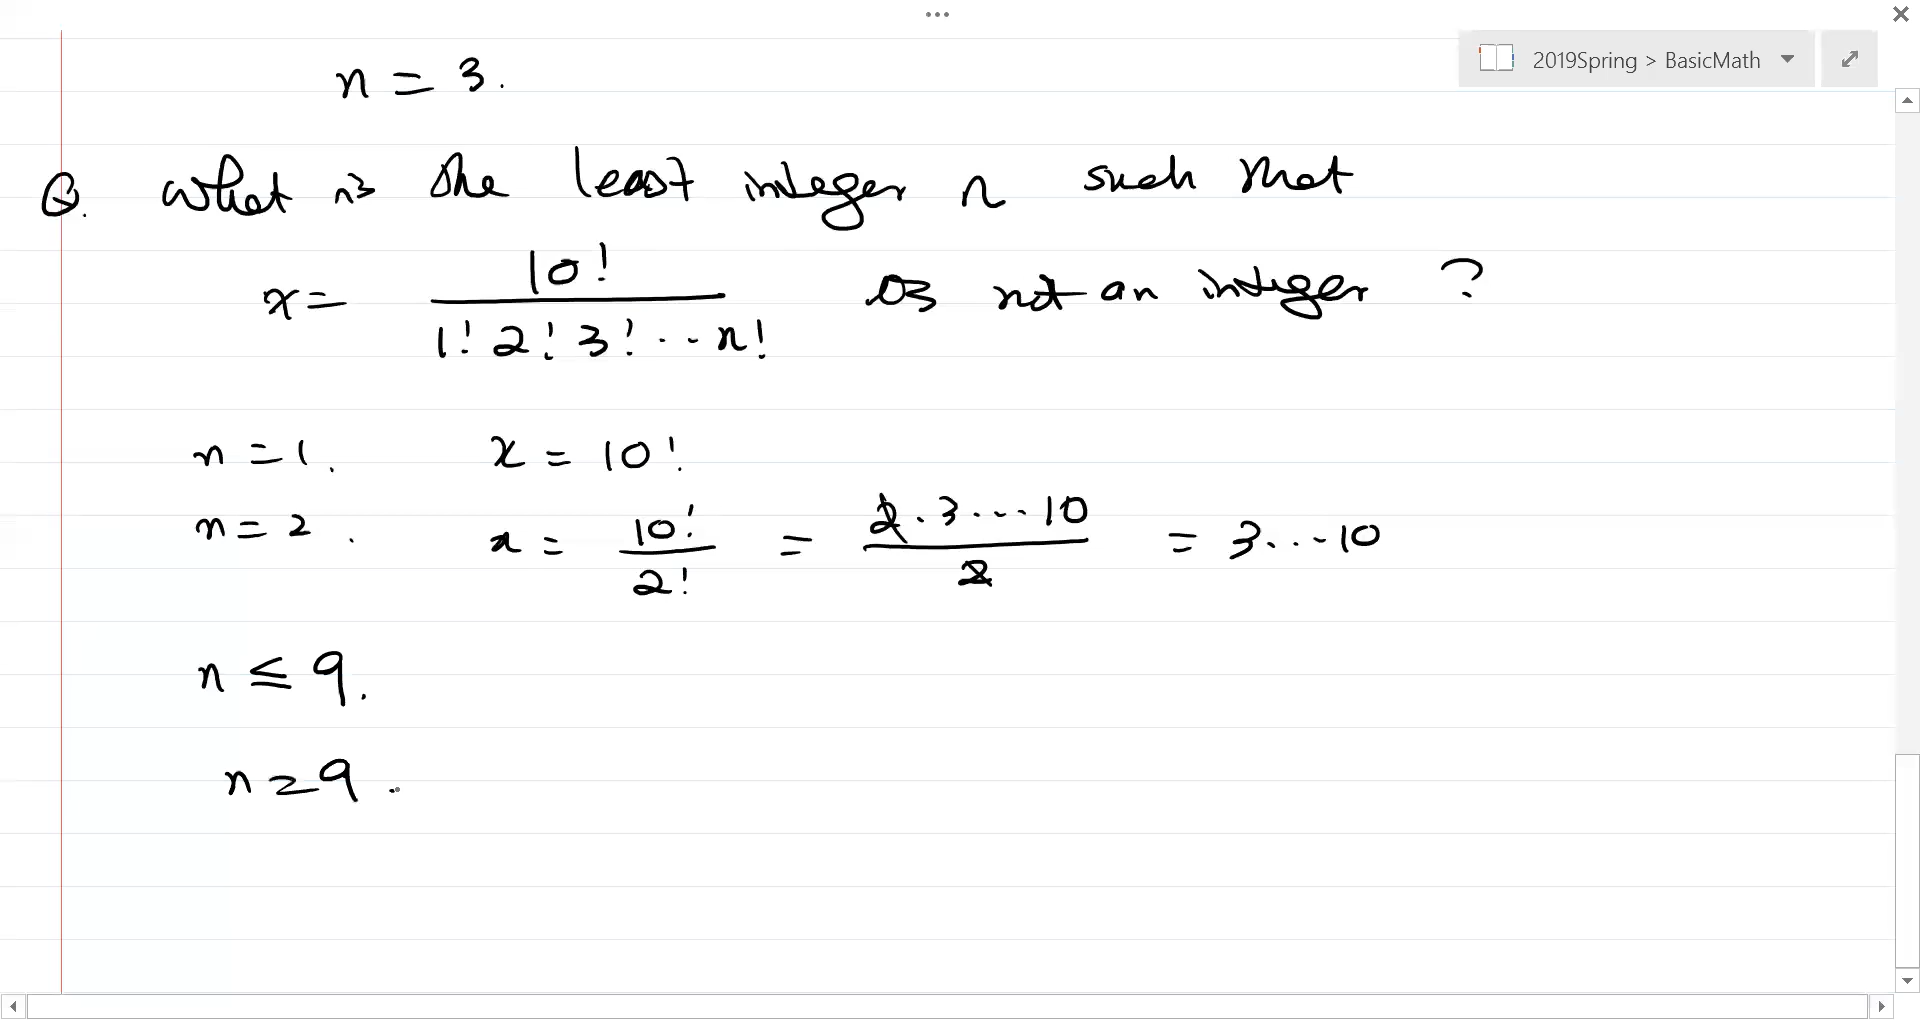 ...
2019Spring > BasicMath
n = 3.
Q. What is the least integer n such that
x = 10! / 1! 2! 3! ... n! is not an integer ?
n = 1. x = 10!
n = 2. x = 10! / 2! = 2 . 3 ... 10 / 2 = 3 ... 10
n ≤ 9.
n = 9.